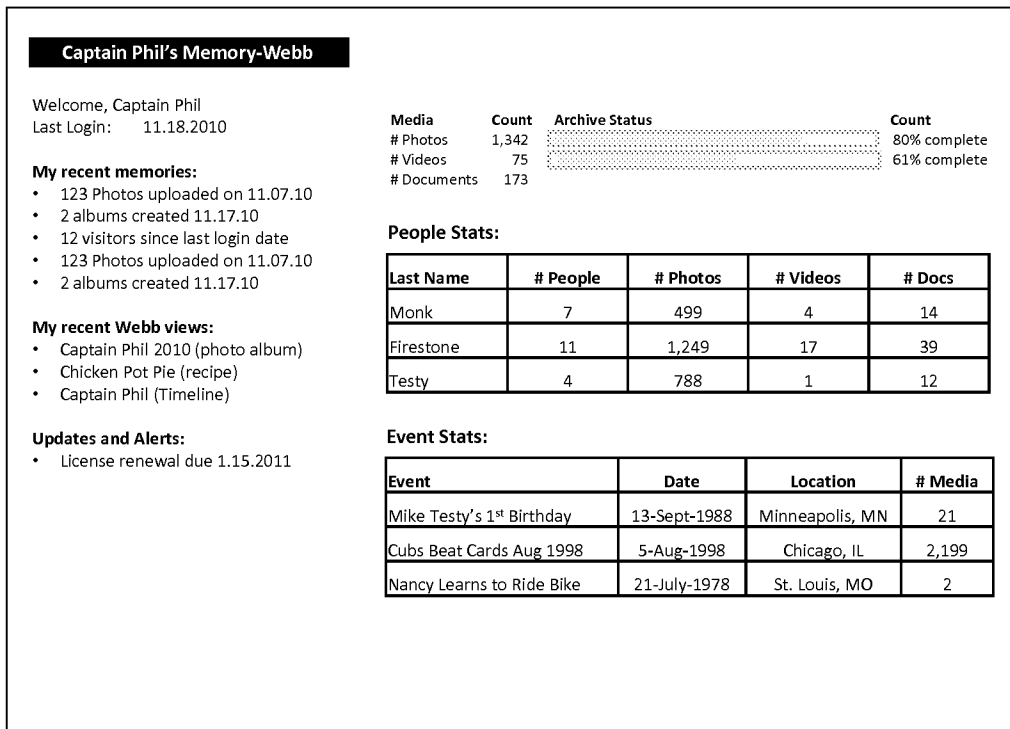 Captain Phil's Memory-Webb
Welcome, Captain Phil
Last Login: 11.18.2010
My recent memories:
• 123 Photos uploaded on 11.07.10
• 2 albums created 11.17.10
• 12 visitors since last login date
• 123 Photos uploaded on 11.07.10
• 2 albums created 11.17.10
My recent Webb views:
• Captain Phil 2010 (photo album)
• Chicken Pot Pie (recipe)
• Captain Phil (Timeline)
Updates and Alerts:
• License renewal due 1.15.2011
Media Count Archive Status Count
# Photos 1,342 80% complete
# Videos 75 61% complete
# Documents 173
People Stats:
Last Name # People # Photos # Videos # Docs
Monk 7 499 4 14
Firestone 11 1,249 17 39
Testy 4 788 1 12
Event Stats:
Event Date Location # Media
Mike Testy's 1st Birthday 13-Sept-1988 Minneapolis, MN 21
Cubs Beat Cards Aug 1998 5-Aug-1998 Chicago, IL 2,199
Nancy Learns to Ride Bike 21-July-1978 St. Louis, MO 2